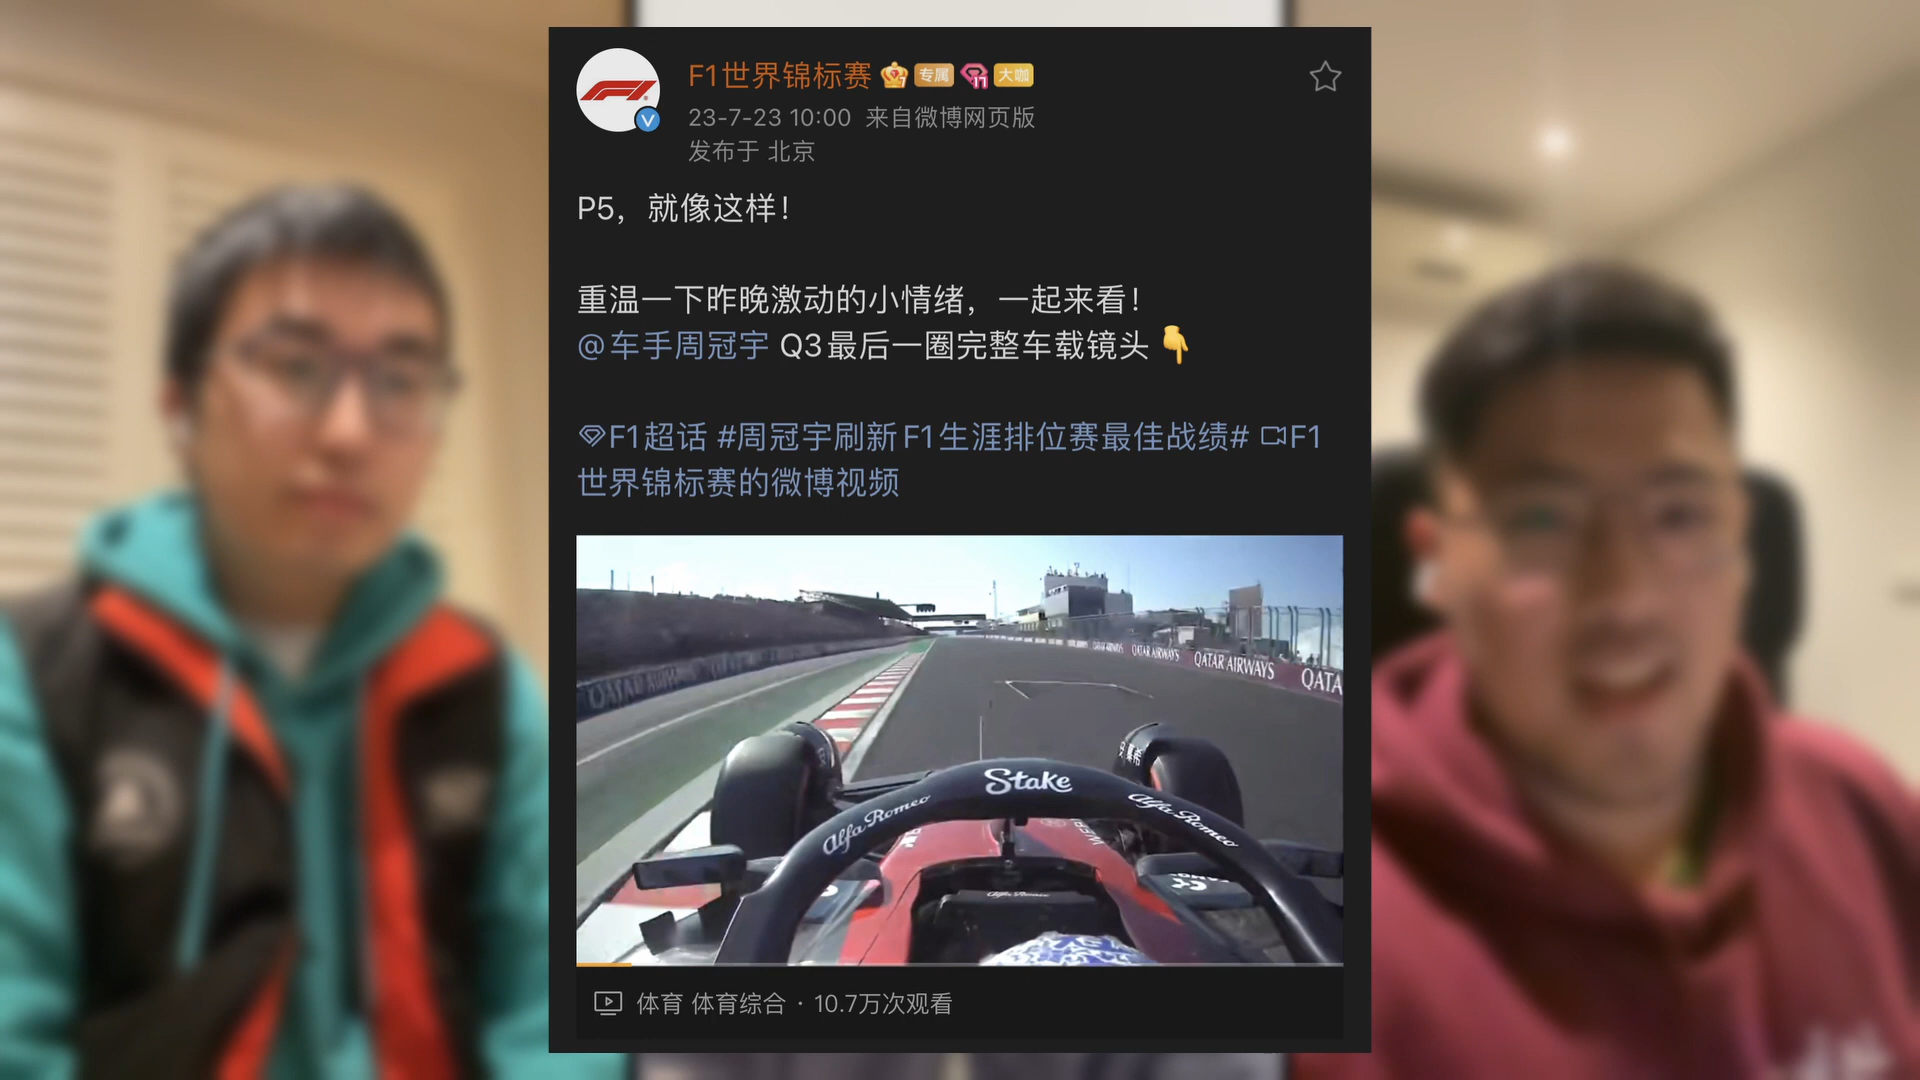 F1世界锦标赛 7 专属 17 大咖
23-7-23 10:00 来自微博网页版
发布于 北京
P5，就像这样！
重温一下昨晚激动的小情绪，一起来看！
@车手周冠宇 Q3最后一圈完整车载镜头
F1超话 #周冠宇刷新F1生涯排位赛最佳战绩# F1
世界锦标赛的微博视频
QATAR AIRWAYS
QATAR AIRWAYS QATAR AIRWAYS QATA
Stake
Alfa Romeo Alfa Romeo
Alfa Romeo
体育 体育综合 · 10.7万次观看